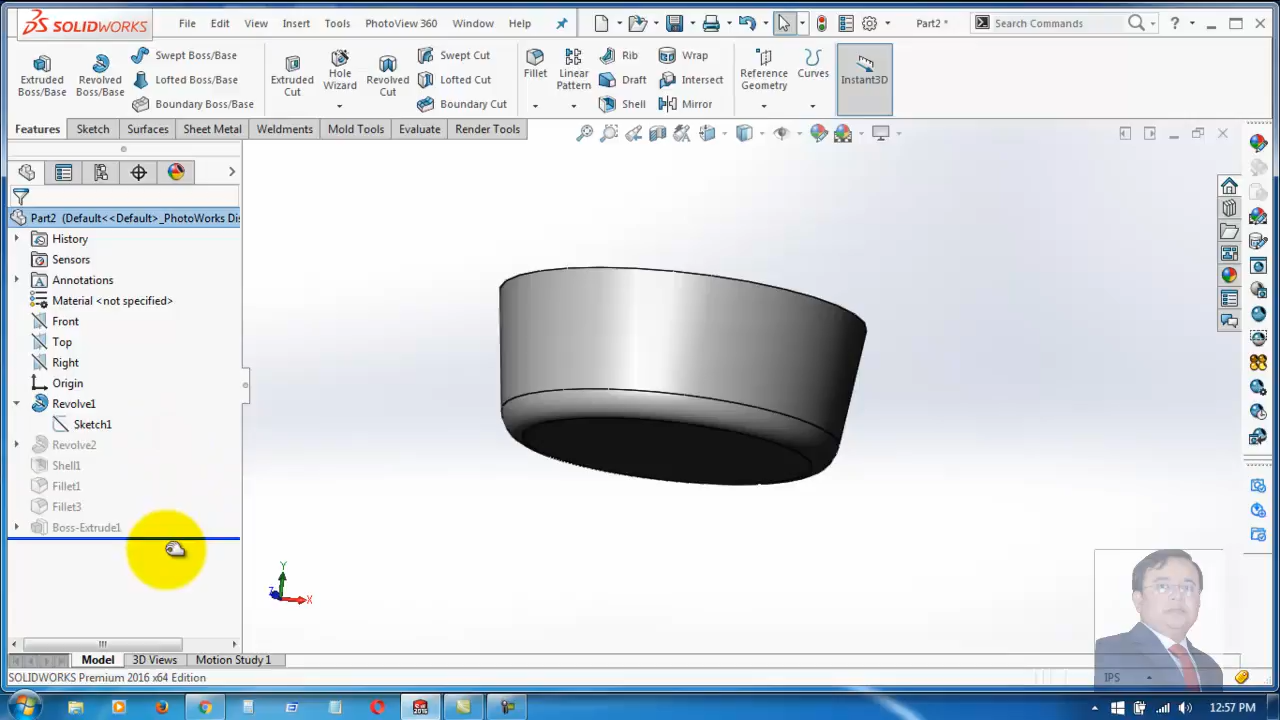 SOLIDWORKS
File Edit View Insert Tools PhotoView 360 Window Help
Part2 *
Search Commands
Extruded Boss/Base
Revolved Boss/Base
Swept Boss/Base
Lofted Boss/Base
Boundary Boss/Base
Extruded Cut
Hole Wizard
Revolved Cut
Swept Cut
Lofted Cut
Boundary Cut
Fillet
Linear Pattern
Rib
Draft
Shell
Wrap
Intersect
Mirror
Reference Geometry
Curves
Instant3D
Features Sketch Surfaces Sheet Metal Weldments Mold Tools Evaluate Render Tools
Part2 (Default<<Default>_PhotoWorks Dis
History
Sensors
Annotations
Material <not specified>
Front
Top
Right
Origin
Revolve1
Sketch1
Revolve2
Shell1
Fillet1
Fillet3
Boss-Extrude1
Y
Z
X
Model 3D Views Motion Study 1
SOLIDWORKS Premium 2016 x64 Edition
IPS
12:57 PM